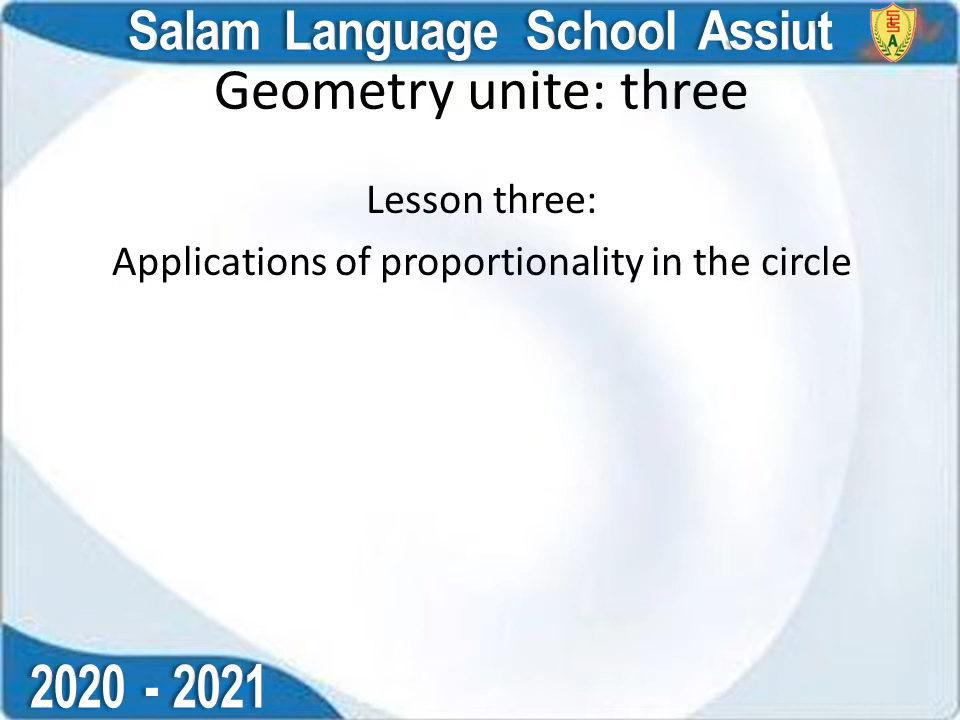 Salam Language School Assiut
Geometry unite: three
Lesson three:
Applications of proportionality in the circle
2020 - 2021